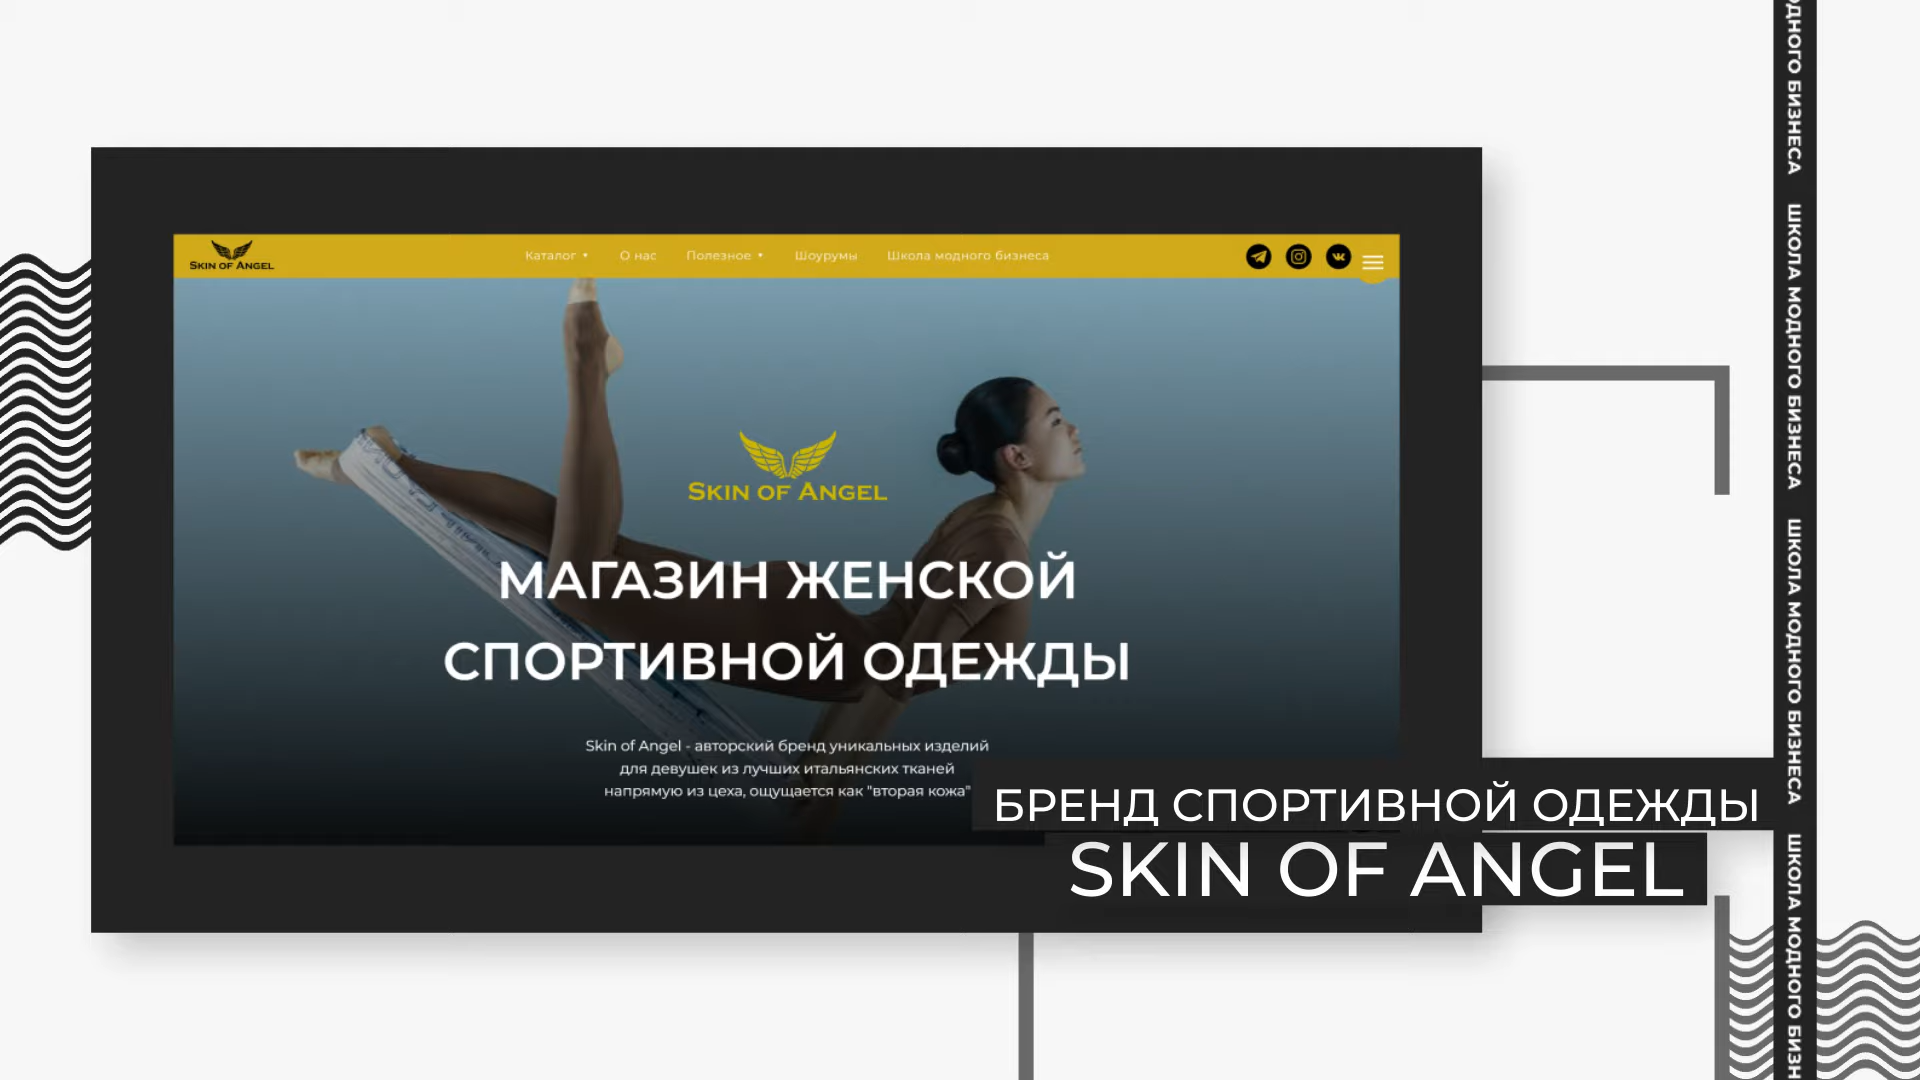 SKIN OF ANGEL
Каталог
О нас
Полезное
Шоурумы
Школа модного бизнеса
SKIN OF ANGEL
МАГАЗИН ЖЕНСКОЙ
СПОРТИВНОЙ ОДЕЖДЫ
Skin of Angel - авторский бренд уникальных изделий
для девушек из лучших итальянских тканей
напрямую из цеха, ощущается как "вторая кожа"
БРЕНД СПОРТИВНОЙ ОДЕЖДЫ
SKIN OF ANGEL
ОДНОГО БИЗНЕСА ШКОЛА МОДНОГО БИЗНЕСА ШКОЛА МОДНОГО БИЗНЕСА ШКОЛА МОДНОГО БИЗН